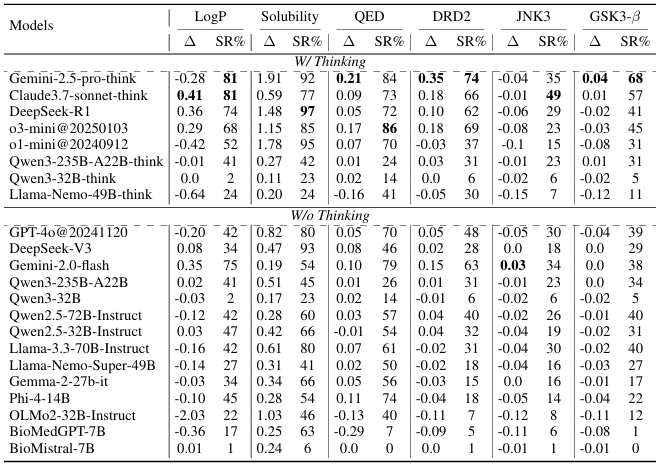 Models LogP Solubility QED DRD2 JNK3 GSK3-β
Δ SR% Δ SR% Δ SR% Δ SR% Δ SR% Δ SR%
W/ Thinking
Gemini-2.5-pro-think -0.28 81 1.91 92 0.21 84 0.35 74 -0.04 35 0.04 68
Claude3.7-sonnet-think 0.41 81 0.59 77 0.09 73 0.18 66 -0.01 49 0.01 57
DeepSeek-R1 0.36 74 1.48 97 0.05 72 0.10 62 -0.06 29 -0.02 41
o3-mini@20250103 0.29 68 1.15 85 0.17 86 0.18 69 -0.08 23 -0.03 45
o1-mini@20240912 -0.42 52 1.78 95 0.07 70 -0.03 37 -0.1 15 -0.08 31
Qwen3-235B-A22B-think -0.01 41 0.27 42 0.01 24 0.03 31 -0.01 23 0.01 31
Qwen3-32B-think 0.0 2 0.11 23 0.02 14 0.0 6 -0.02 6 -0.02 5
Llama-Nemo-49B-think -0.64 24 0.20 24 -0.16 41 -0.05 30 -0.15 7 -0.12 11
W/o Thinking
GPT-4o@20241120 -0.20 42 0.82 80 0.05 70 0.05 48 -0.05 30 -0.04 39
DeepSeek-V3 0.08 34 0.47 93 0.08 46 0.02 28 0.0 18 0.0 29
Gemini-2.0-flash 0.35 75 0.19 54 0.10 79 0.15 63 0.03 34 0.0 38
Qwen3-235B-A22B 0.02 41 0.51 45 0.01 26 0.01 31 -0.01 23 0.0 34
Qwen3-32B -0.03 2 0.17 23 0.02 14 -0.01 6 -0.02 6 -0.02 5
Qwen2.5-72B-Instruct -0.12 42 0.28 60 0.03 57 0.04 40 -0.02 26 -0.01 40
Qwen2.5-32B-Instruct 0.03 47 0.42 66 -0.01 54 0.04 32 -0.04 19 -0.02 31
Llama-3.3-70B-Instruct -0.16 42 0.61 80 0.07 61 -0.02 31 -0.04 30 -0.02 40
Llama-Nemo-Super-49B -0.14 27 0.31 41 0.02 50 -0.02 18 -0.04 16 -0.03 27
Gemma-2-27b-it -0.03 34 0.34 66 0.05 56 -0.03 15 0.0 16 -0.01 17
Phi-4-14B -0.10 45 0.28 54 0.11 74 -0.04 18 -0.05 14 -0.04 22
OLMo2-32B-Instruct -2.03 22 1.03 46 -0.13 40 -0.11 7 -0.12 8 -0.11 12
BioMedGPT-7B -0.36 17 0.25 63 -0.29 7 -0.09 5 -0.11 6 -0.08 1
BioMistral-7B 0.01 1 0.24 6 0.0 0 0.0 1 -0.01 1 -0.01 0